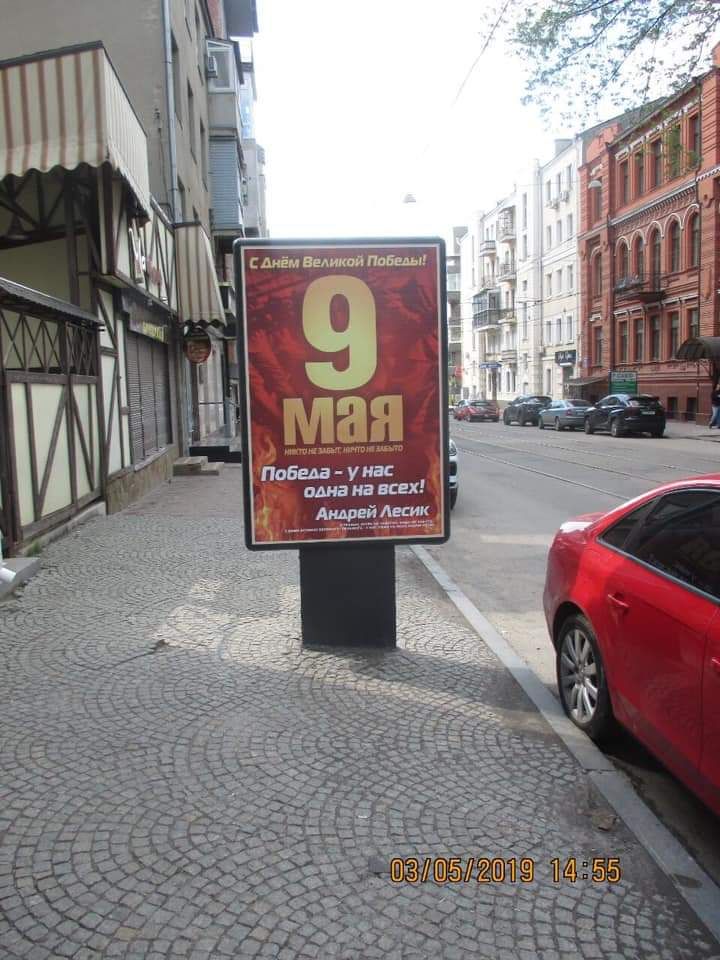 С Днём Великой Победы!
9
мая
НИКТО НЕ ЗАБЫТ, НИЧТО НЕ ЗАБЫТО
Победа - у нас
одна на всех!
Андрей Лесик
03/05/2019 14:55